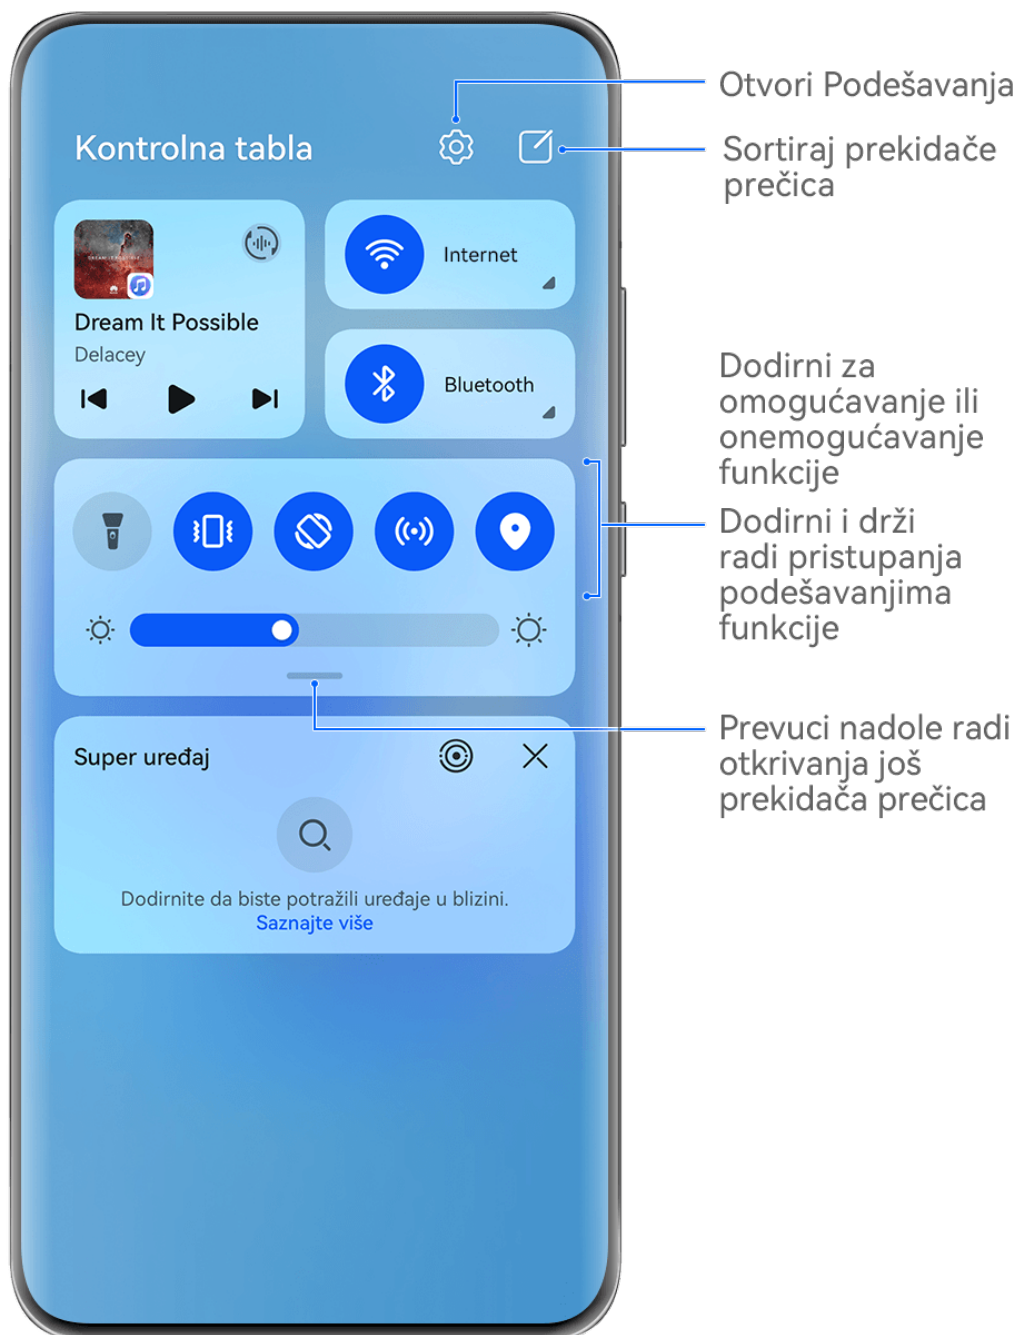 Otvori Podešavanja
Kontrolna tabla
Sortiraj prekidače
prečica
Internet
Dream It Possible
Delacey
Bluetooth
Dodirni za
omogućavanje ili
onemogućavanje
funkcije
Dodirni i drži
radi pristupanja
podešavanjima
funkcije
Prevuci nadole radi
otkrivanja još
prekidača prečica
Super uređaj
Dodirnite da biste potražili uređaje u blizini.
Saznajte više